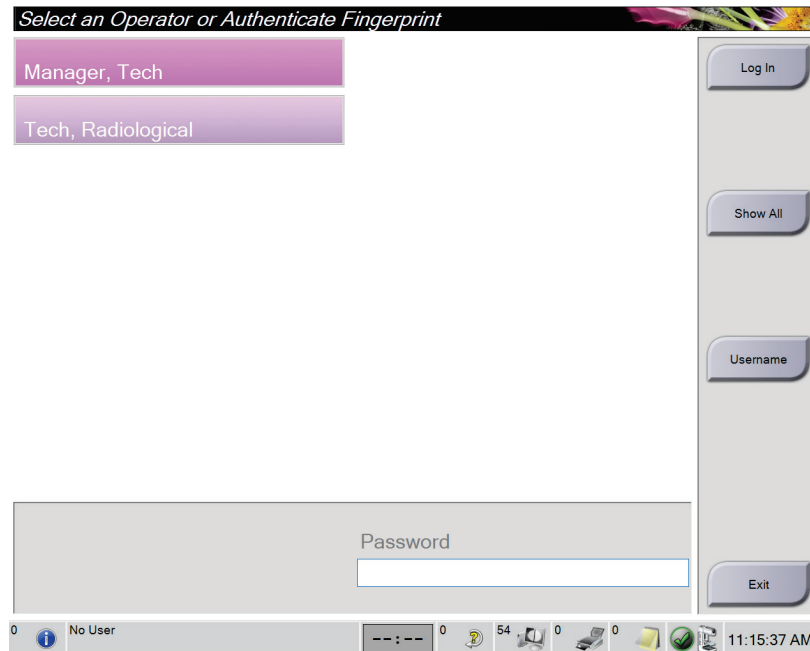 Select an Operator or Authenticate Fingerprint
Manager, Tech
Tech, Radiological
Log In
Show All
Username
Password
Exit
0 No User --:-- 0 54 0 0 11:15:37 AM